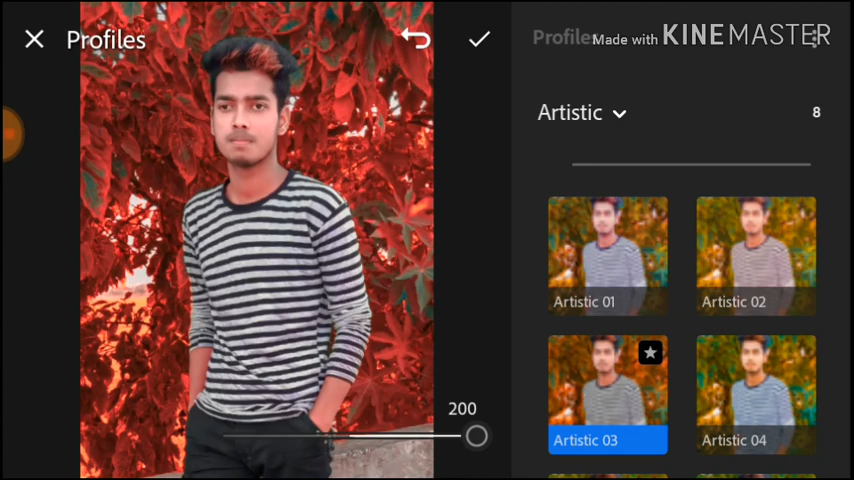 Profiles
Profiles
Made with KINEMASTER
Artistic
8
Artistic 01
Artistic 02
Artistic 03
Artistic 04
200